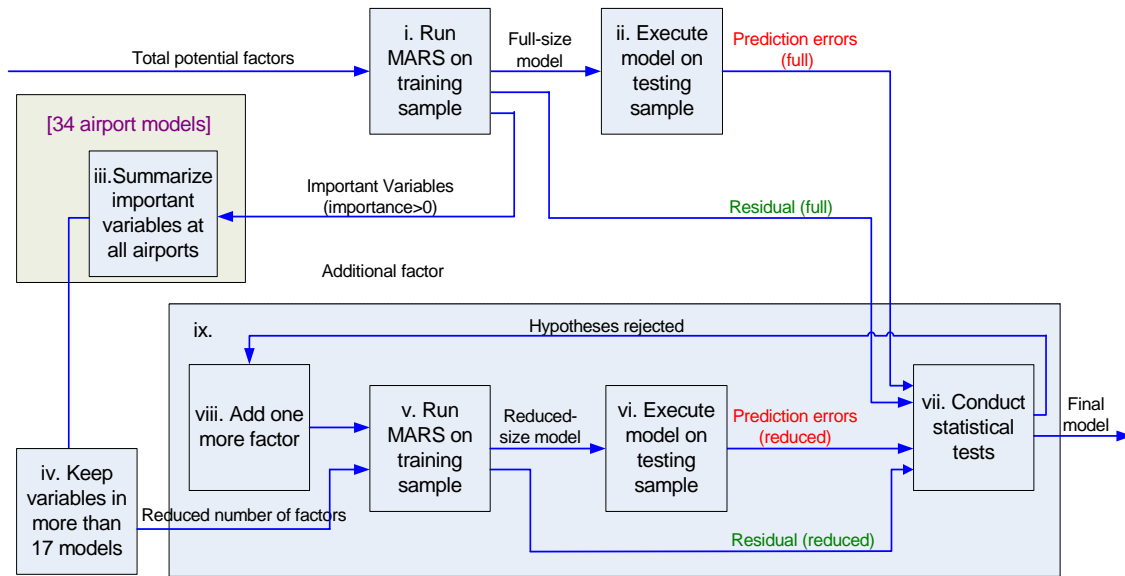 Total potential factors
i. Run
MARS on
training
sample
Full-size
model
ii. Execute
model on
testing
sample
Prediction errors
(full)
[34 airport models]
iii.Summarize
important
variables at
all airports
Important Variables
(importance>0)
Residual (full)
Additional factor
ix.
Hypotheses rejected
viii. Add one
more factor
v. Run
MARS on
training
sample
Reduced-
size model
vi. Execute
model on
testing
sample
Prediction errors
(reduced)
vii. Conduct
statistical
tests
Final
model
iv. Keep
variables in
more than
17 models
Reduced number of factors
Residual (reduced)